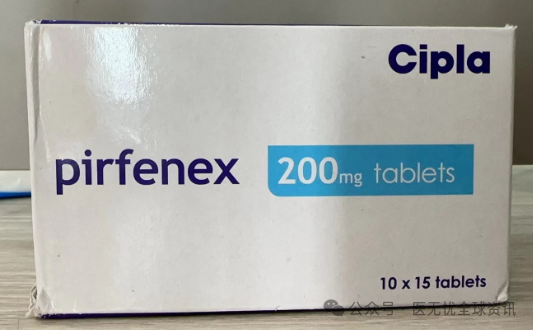 Cipla
pirfenex 200mg tablets
10 x 15 tablets
公众号 医无忧全球资讯